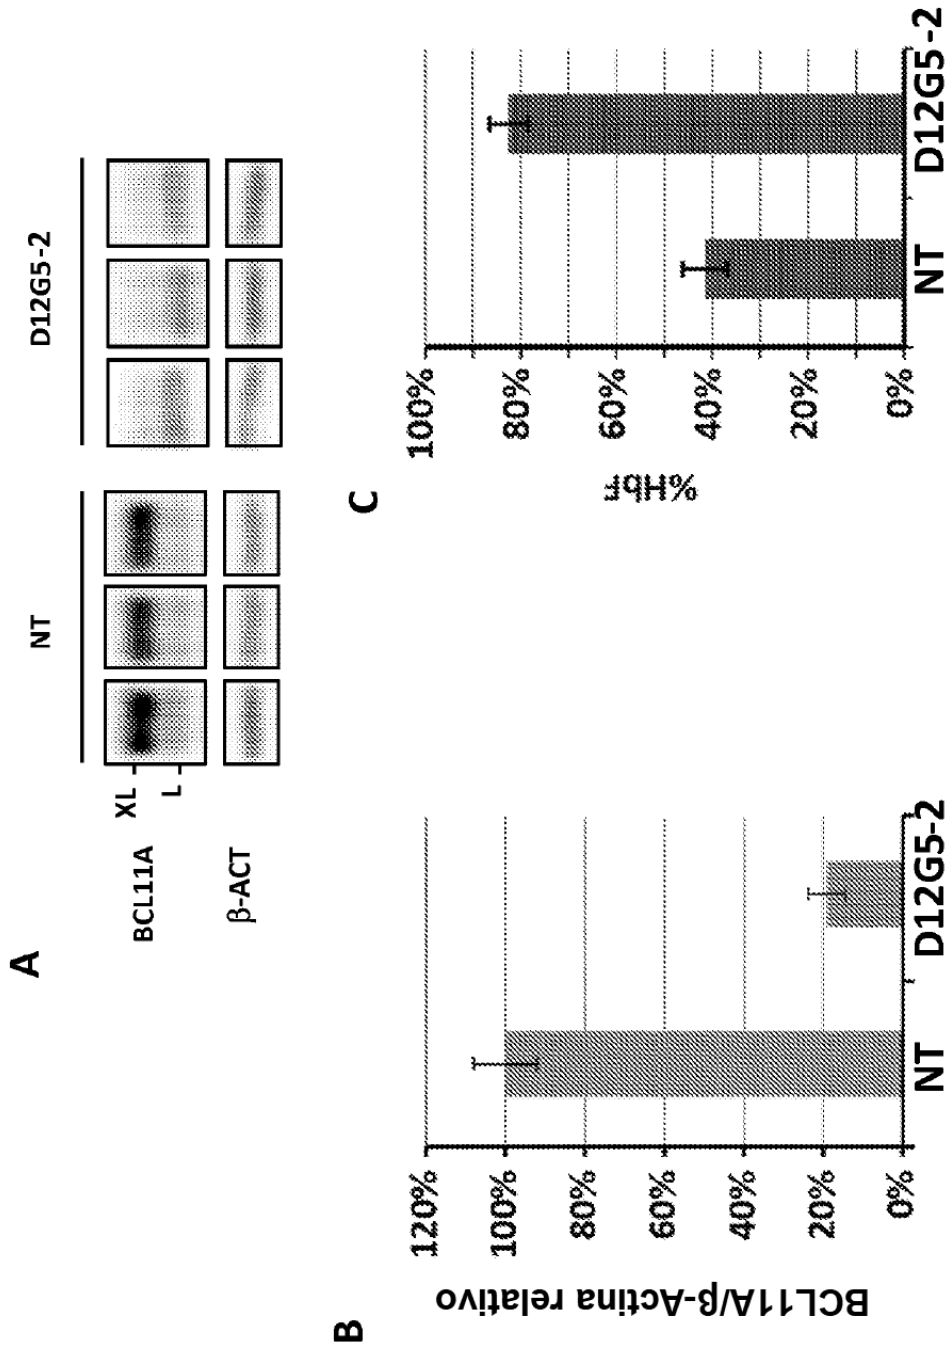 A
NT
D12G5-2
BCL11A
XL
L
β-ACT
B
BCL11A/β-Actina relativo
120%
100%
80%
60%
40%
20%
0%
NT
D12G5-2
C
%HbF
100%
80%
60%
40%
20%
0%
NT
D12G5-2